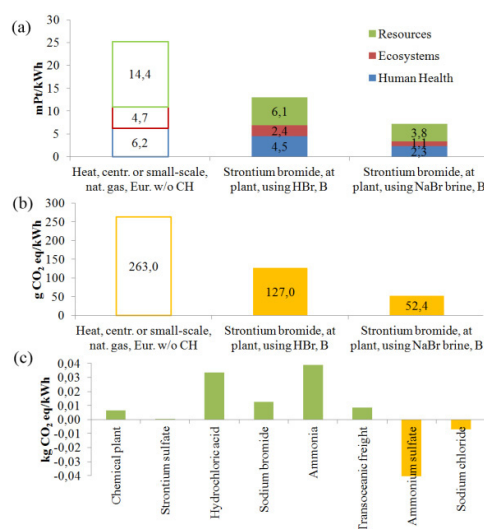 (a)
mPt/kWh
30
25
20
15
10
5
0
14,4
4,7
6,2
6,1
2,4
4,5
3,8
1,1
2,3
Resources
Ecosystems
Human Health
Heat, centr. or small-scale,
nat. gas, Eur. w/o CH
Strontium bromide, at
plant, using HBr, B
Strontium bromide, at
plant, using NaBr brine, B
(b)
g CO2 eq/kWh
300
250
200
150
100
50
0
263,0
127,0
52,4
Heat, centr. or small-scale,
nat. gas, Eur. w/o CH
Strontium bromide, at
plant, using HBr, B
Strontium bromide, at
plant, using NaBr brine, B
(c)
kg CO2 eq/kWh
0,04
0,03
0,02
0,01
0,00
-0,01
-0,02
-0,03
-0,04
Chemical plant
Strontium sulfate
Hydrochloric acid
Sodium bromide
Ammonia
Transoceanic freight
Ammonium sulfate
Sodium chloride